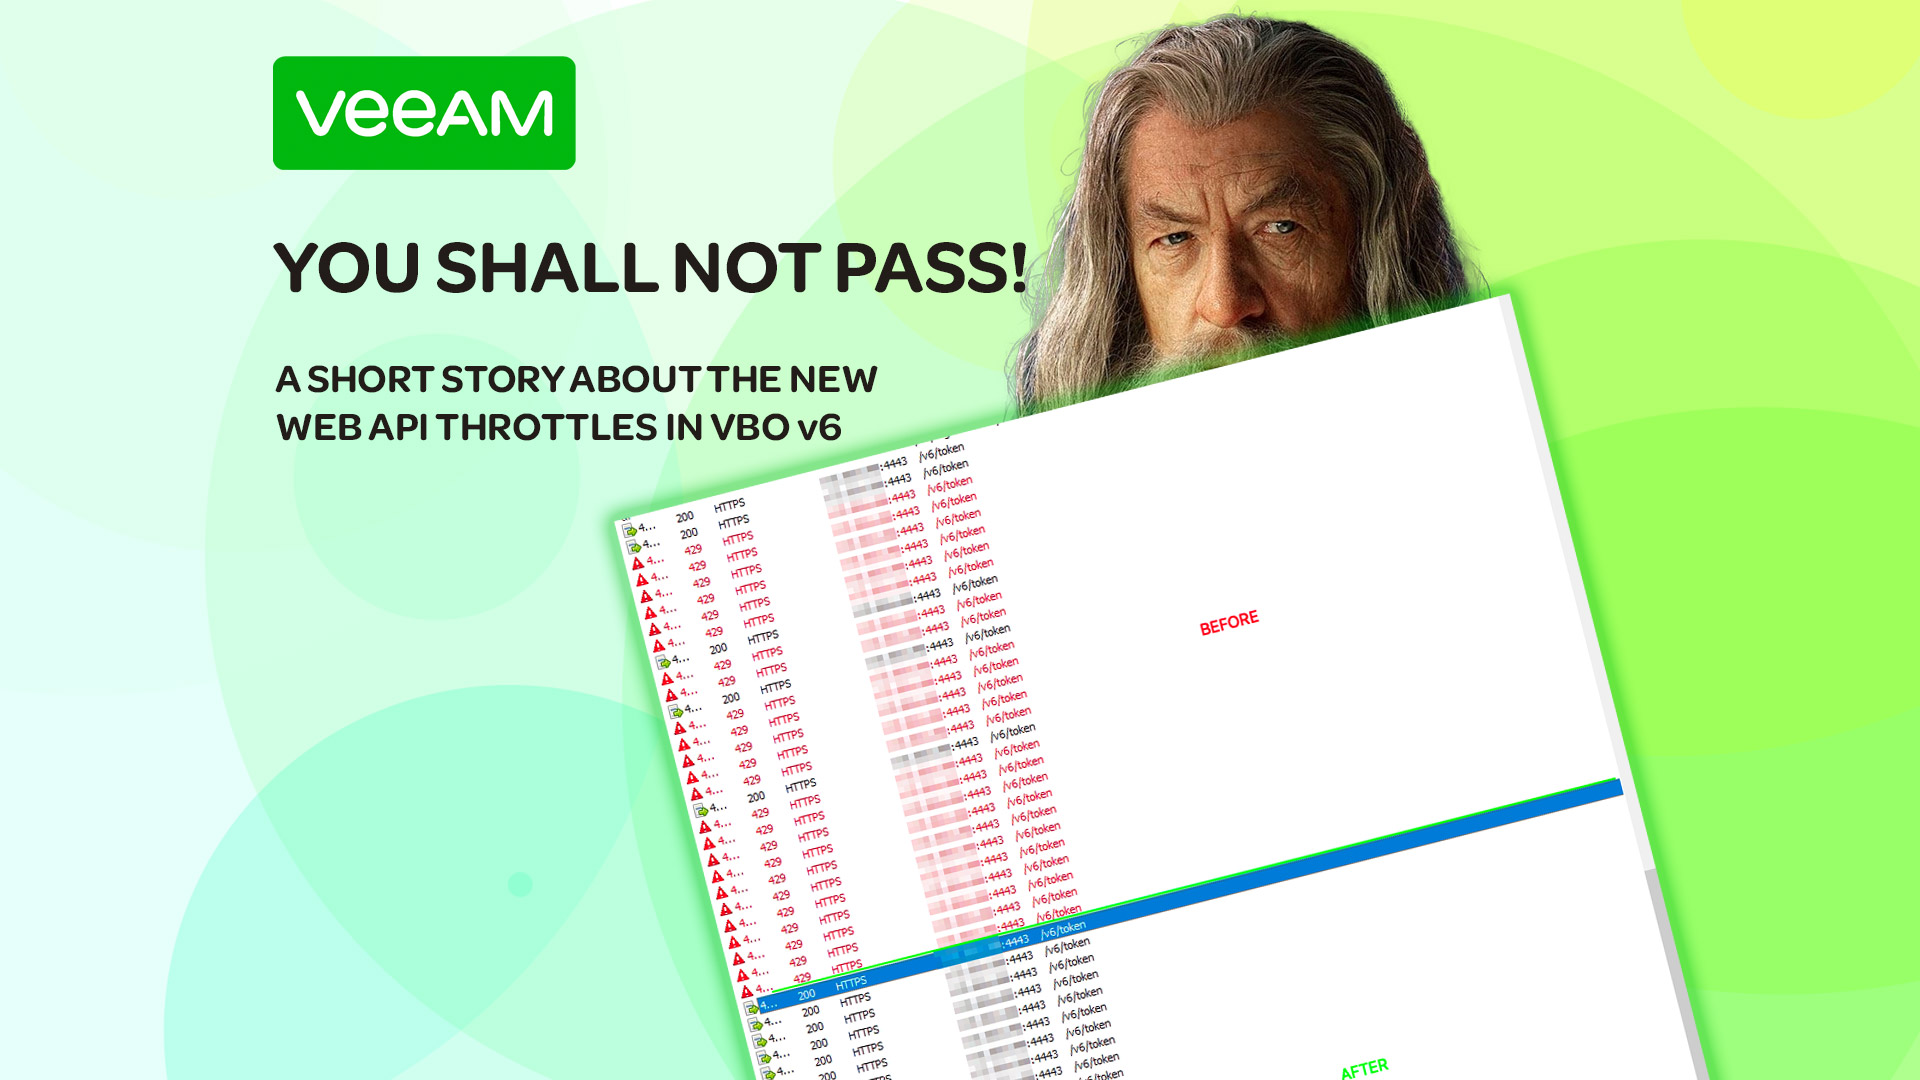 veeam
YOU SHALL NOT PASS!
A SHORT STORY ABOUT THE NEW
WEB API THROTTLES IN VBO v6
4... 200 HTTPS :4443 /v6/token
4... 200 HTTPS :4443 /v6/token
4... 429 HTTPS :4443 /v6/token
4... 429 HTTPS :4443 /v6/token
4... 429 HTTPS :4443 /v6/token
4... 429 HTTPS :4443 /v6/token
4... 429 HTTPS :4443 /v6/token
4... 429 HTTPS :4443 /v6/token
4... 200 HTTPS :4443 /v6/token
4... 429 HTTPS :4443 /v6/token
4... 429 HTTPS :4443 /v6/token
4... 200 HTTPS :4443 /v6/token
4... 429 HTTPS :4443 /v6/token
4... 429 HTTPS :4443 /v6/token
4... 429 HTTPS :4443 /v6/token
4... 429 HTTPS :4443 /v6/token
4... 429 HTTPS :4443 /v6/token
4... 200 HTTPS :4443 /v6/token
4... 429 HTTPS :4443 /v6/token
4... 429 HTTPS :4443 /v6/token
4... 429 HTTPS :4443 /v6/token
4... 429 HTTPS :4443 /v6/token
4... 429 HTTPS :4443 /v6/token
4... 429 HTTPS :4443 /v6/token
4... 429 HTTPS :4443 /v6/token
4... 429 HTTPS :4443 /v6/token
4... 429 HTTPS :4443 /v6/token
4... 429 HTTPS :4443 /v6/token
4... 429 HTTPS :4443 /v6/token
BEFORE
4... 200 HTTPS :4443 /v6/token
4... 200 HTTPS :4443 /v6/token
4... 200 HTTPS :4443 /v6/token
4... 200 HTTPS :4443 /v6/token
4... 200 HTTPS :4443 /v6/token
200 HTTPS :4443 /v6/token
:4443 /v6/token
:4443 /v6/token
:4443 /v6/token
AFTER